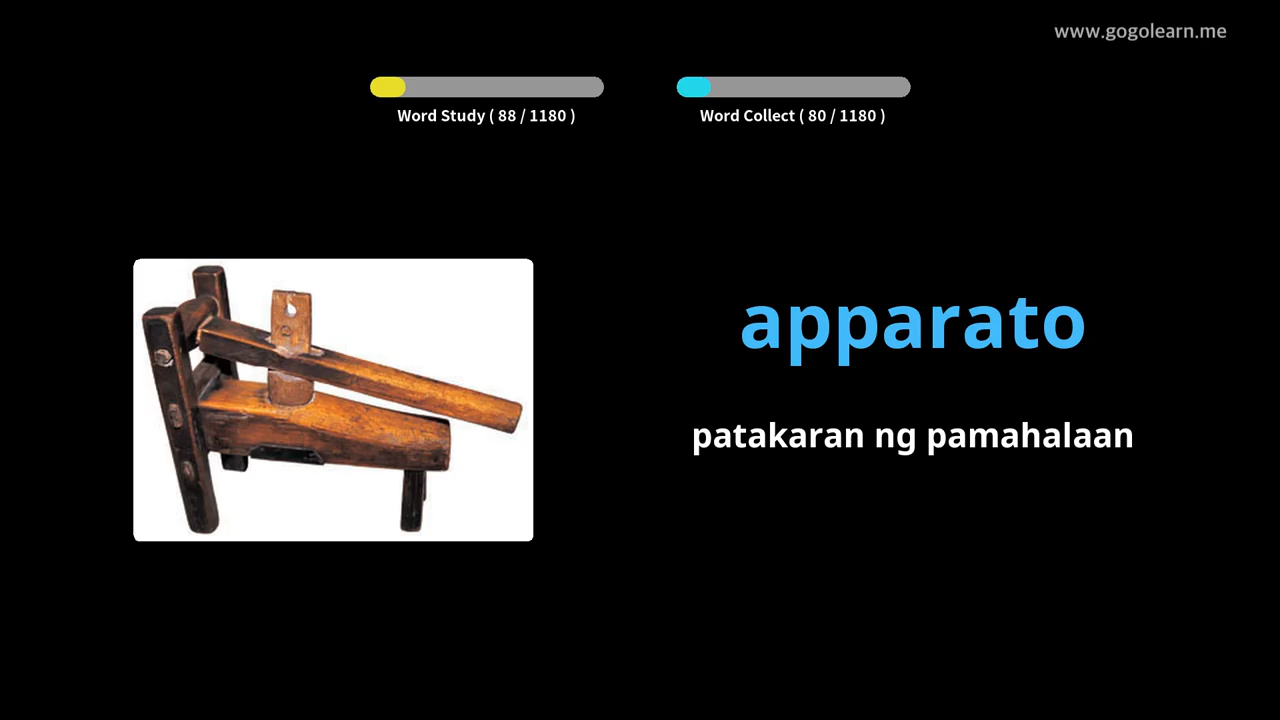 www.gogolearn.me
Word Study ( 88 / 1180 )
Word Collect ( 80 / 1180 )
apparato
patakaran ng pamahalaan